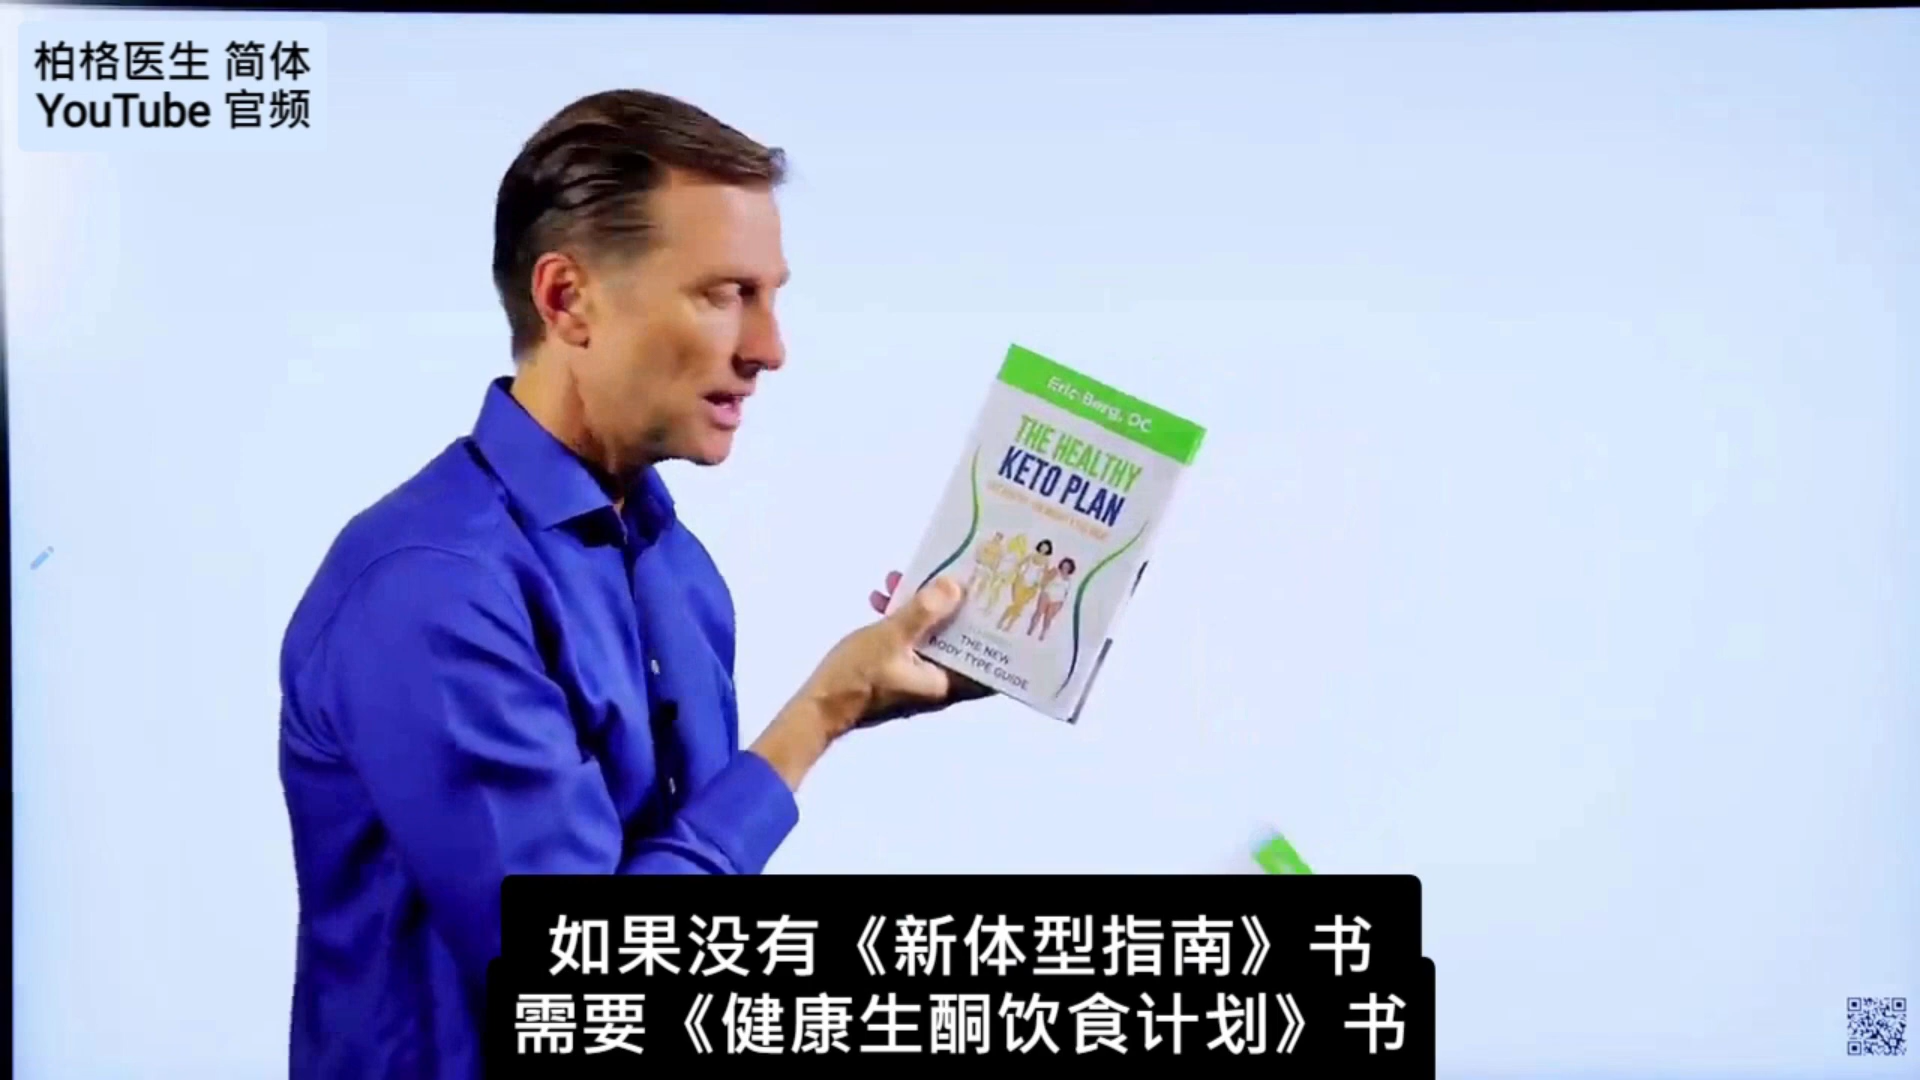 柏格医生 简体
YouTube 官频
Eric Berg, DC
THE HEALTHY
KETO PLAN
THE NEW
BODY TYPE GUIDE
如果没有《新体型指南》书
需要《健康生酮饮食计划》书